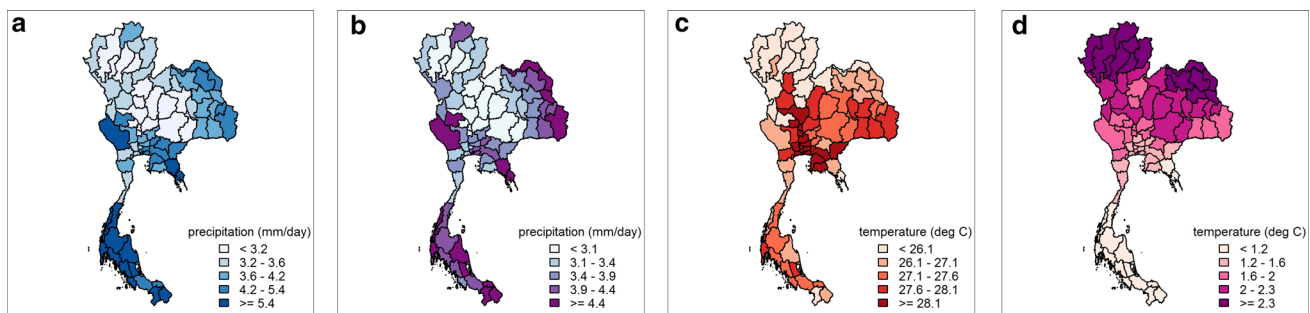 a
precipitation (mm/day)
< 3.2
3.2 - 3.6
3.6 - 4.2
4.2 - 5.4
>= 5.4
b
precipitation (mm/day)
< 3.1
3.1 - 3.4
3.4 - 3.9
3.9 - 4.4
>= 4.4
c
temperature (deg C)
< 26.1
26.1 - 27.1
27.1 - 27.6
27.6 - 28.1
>= 28.1
d
temperature (deg C)
< 1.2
1.2 - 1.6
1.6 - 2
2 - 2.3
>= 2.3